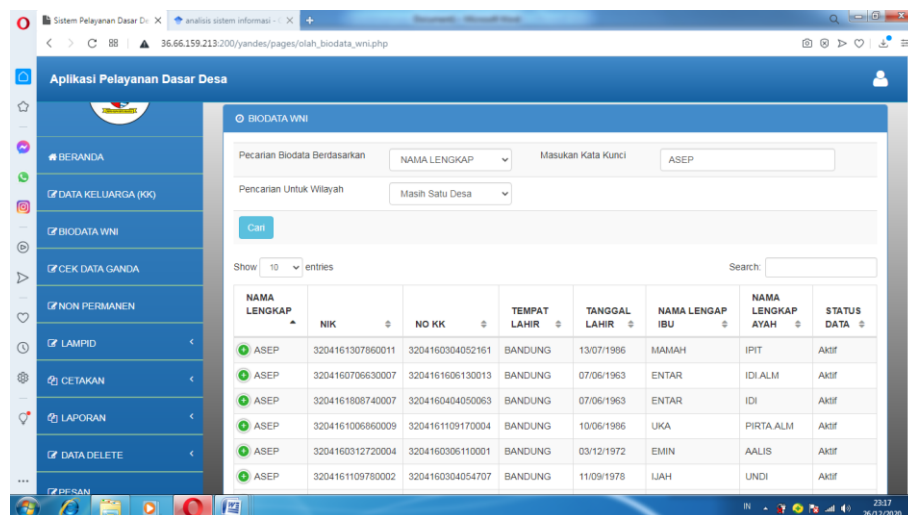 Sistem Pelayanan Dasar De
analisis sistem informasi -
Document1 - Microsoft Word
36.66.159.213:200/yandes/pages/olah_biodata_wni.php
Aplikasi Pelayanan Dasar Desa
BERANDA
DATA KELUARGA (KK)
BIODATA WNI
CEK DATA GANDA
NON PERMANEN
LAMPID
CETAKAN
LAPORAN
DATA DELETE
PESAN
BIODATA WNI
Pecarian Biodata Berdasarkan NAMA LENGKAP Masukan Kata Kunci ASEP
Pencarian Untuk Wilayah Masih Satu Desa
Cari
Show 10 entries Search:
NAMA LENGKAP NIK NO KK TEMPAT LAHIR TANGGAL LAHIR NAMA LENGAP IBU NAMA LENGKAP AYAH STATUS DATA
ASEP 3204161307860011 3204160304052161 BANDUNG 13/07/1986 MAMAH IPIT Aktif
ASEP 3204160706630007 3204161606130013 BANDUNG 07/06/1963 ENTAR IDI.ALM Aktif
ASEP 3204161808740007 3204160404050063 BANDUNG 07/06/1963 ENTAR IDI Aktif
ASEP 3204161006860009 3204161109170004 BANDUNG 10/06/1986 UKA PIRTA.ALM Aktif
ASEP 3204160312720004 3204160306110001 BANDUNG 03/12/1972 EMIN AALIS Aktif
ASEP 3204161109780002 3204160304054707 BANDUNG 11/09/1978 IJAH UNDI Aktif
IN 23:17
26/12/2020